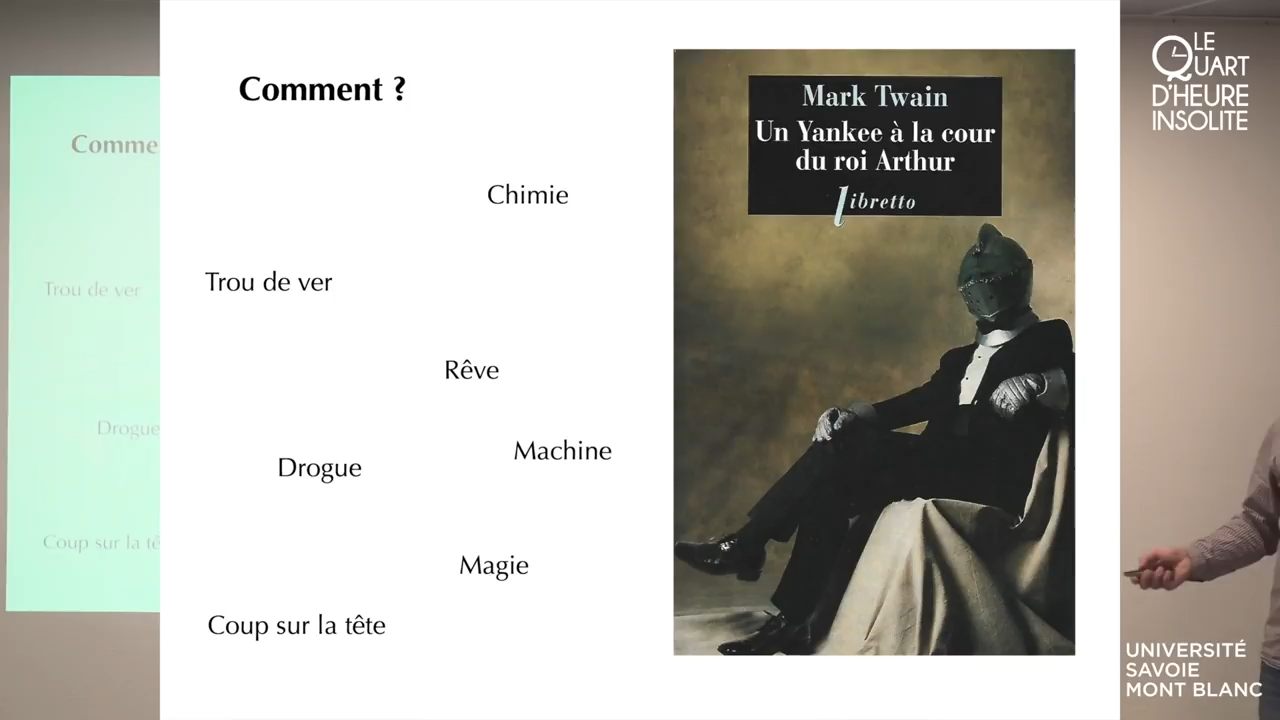 Comment ?
Chimie
Trou de ver
Rêve
Machine
Drogue
Magie
Coup sur la tête
Mark Twain
Un Yankee à la cour
du roi Arthur
libretto
Comme
Trou de ver
Drogue
Coup sur la tê
LE
QUART
D'HEURE
INSOLITE
UNIVERSITÉ
SAVOIE
MONT BLANC